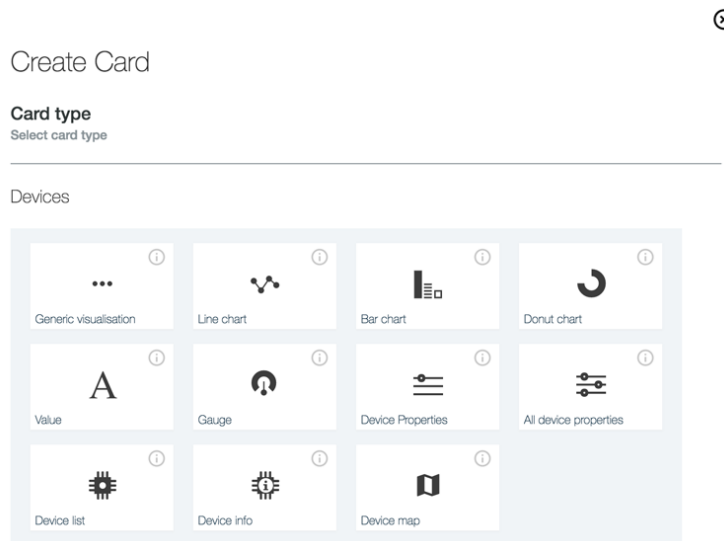 Create Card
Card type
Select card type
Devices
Generic visualisation
Line chart
Bar chart
Donut chart
A
Value
Gauge
Device Properties
All device properties
Device list
Device info
Device map